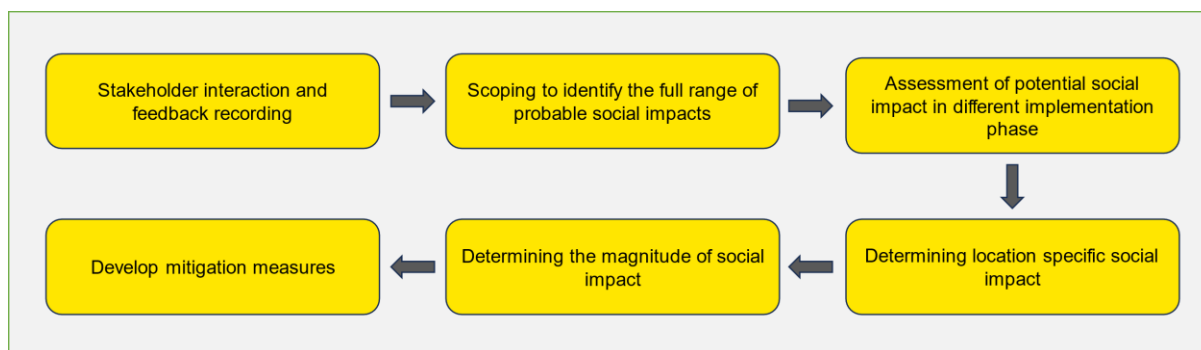 Stakeholder interaction and
feedback recording
Scoping to identify the full range of
probable social impacts
Assessment of potential social
impact in different implementation
phase
Determining location specific social
impact
Determining the magnitude of social
impact
Develop mitigation measures